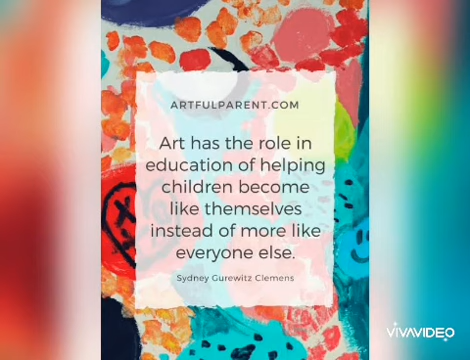 ARTFULPARENT.COM
Art has the role in
education of helping
children become
like themselves
instead of more like
everyone else.
Sydney Gurewitz Clemens
VIVAVIDEO